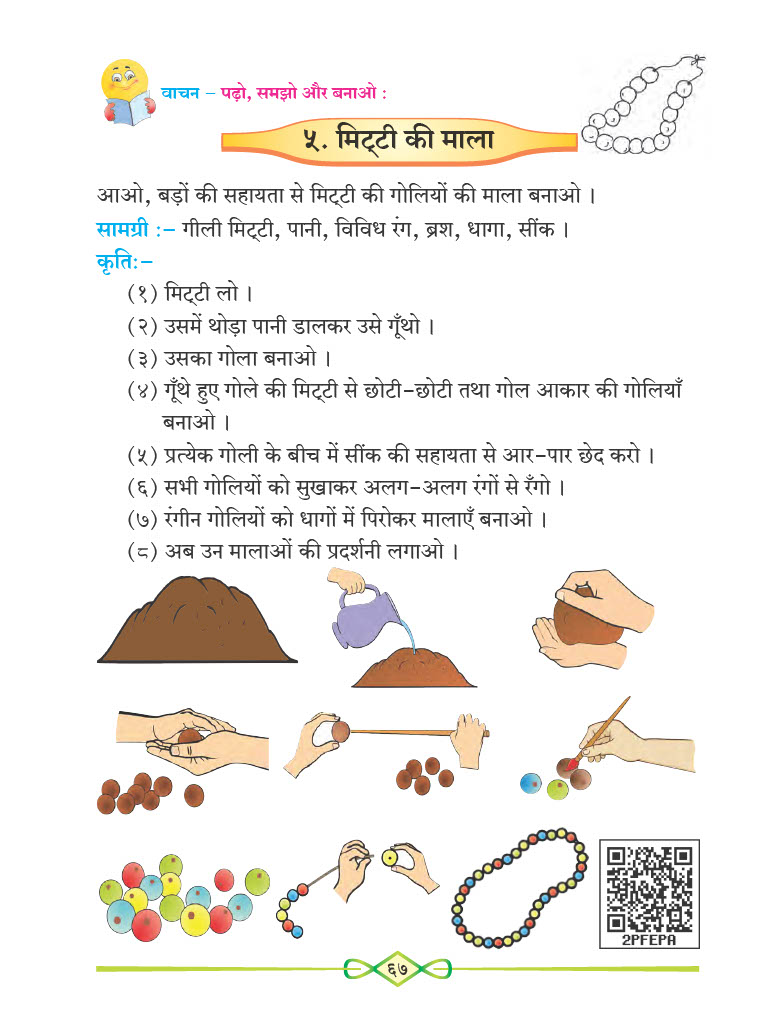 वाचन – पढ़ो, समझो और बनाओ :
५. मिट्टी की माला
आओ, बड़ों की सहायता से मिट्टी की गोलियों की माला बनाओ ।
सामग्री :– गीली मिट्टी, पानी, विविध रंग, ब्रश, धागा, सींक ।
कृति:–
(१) मिट्टी लो ।
(२) उसमें थोड़ा पानी डालकर उसे गूँथो ।
(३) उसका गोला बनाओ ।
(४) गूँथे हुए गोले की मिट्टी से छोटी-छोटी तथा गोल आकार की गोलियाँ
बनाओ ।
(५) प्रत्येक गोली के बीच में सींक की सहायता से आर-पार छेद करो ।
(६) सभी गोलियों को सुखाकर अलग-अलग रंगों से रँगो ।
(७) रंगीन गोलियों को धागों में पिरोकर मालाएँ बनाओ ।
(८) अब उन मालाओं की प्रदर्शनी लगाओ ।
2PFEPA
६७